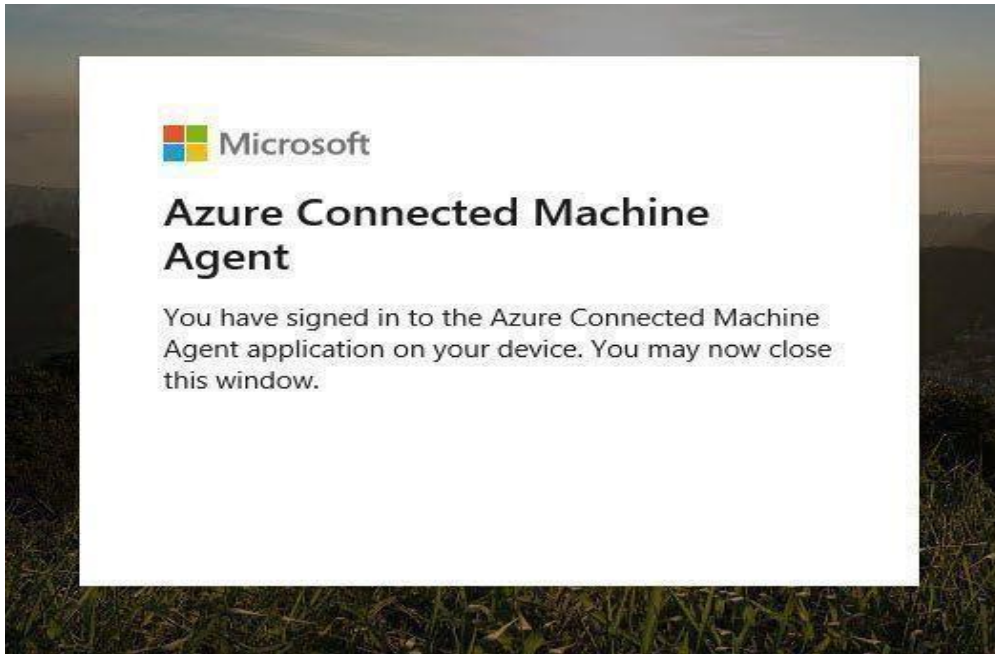 Microsoft
Azure Connected Machine
Agent
You have signed in to the Azure Connected Machine
Agent application on your device. You may now close
this window.